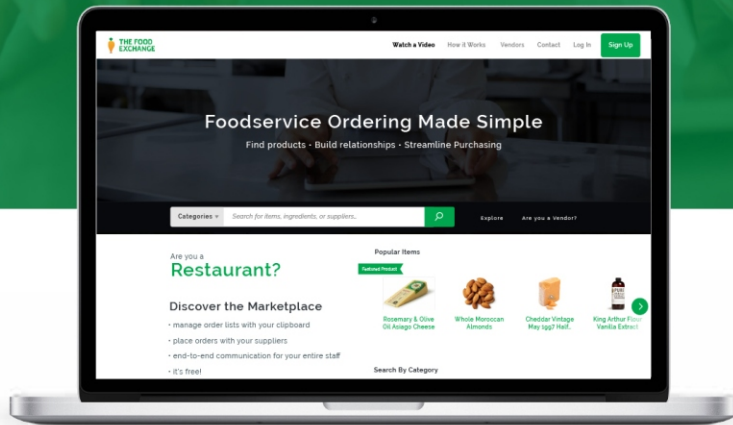 THE FOOD
EXCHANGE
Watch a Video How it Works Vendors Contact Log In Sign Up
Foodservice Ordering Made Simple
Find products • Build relationships • Streamline Purchasing
Categories Search for items, ingredients, or suppliers...
Explore Are you a Vendor?
Are you a
Restaurant?
Discover the Marketplace
• manage order lists with your clipboard
• place orders with your suppliers
• end-to-end communication for your entire staff
• it's free!
Popular Items
Featured Product
Rosemary & Olive
Oil Asiago Cheese
Whole Moroccan
Almonds
Cheddar Vintage
May 1997 Half..
King Arthur Flour
Vanilla Extract
Search By Category